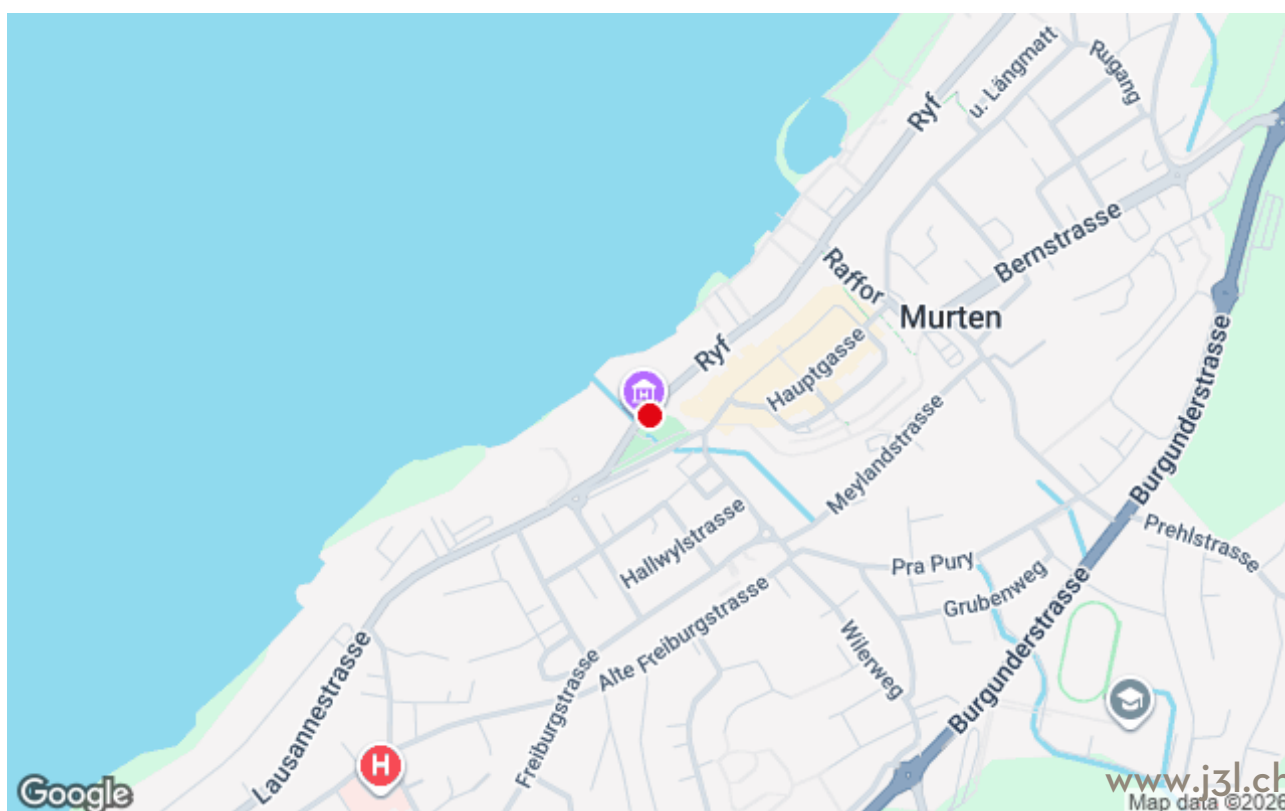 Ryf
u. Längmatt
Rugang
Bernstrasse
Raffor
Murten
Ryf
Hauptgasse
Burgunderstrasse
Meylandstrasse
Prehlstrasse
Hallwylstrasse
Pra Pury
Grubenweg
Alte Freiburgstrasse
Wilerweg
Burgunderstrasse
Lausannestrasse
Freiburgstrasse
H
Google
www.j3l.ch
Map data ©2026